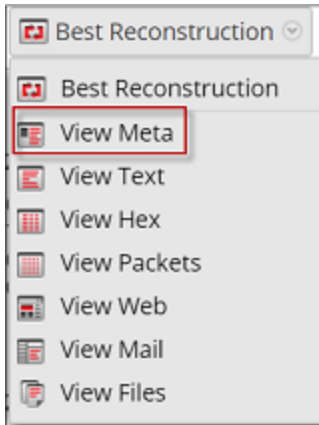 Best Reconstruction
Best Reconstruction
View Meta
View Text
View Hex
View Packets
View Web
View Mail
View Files